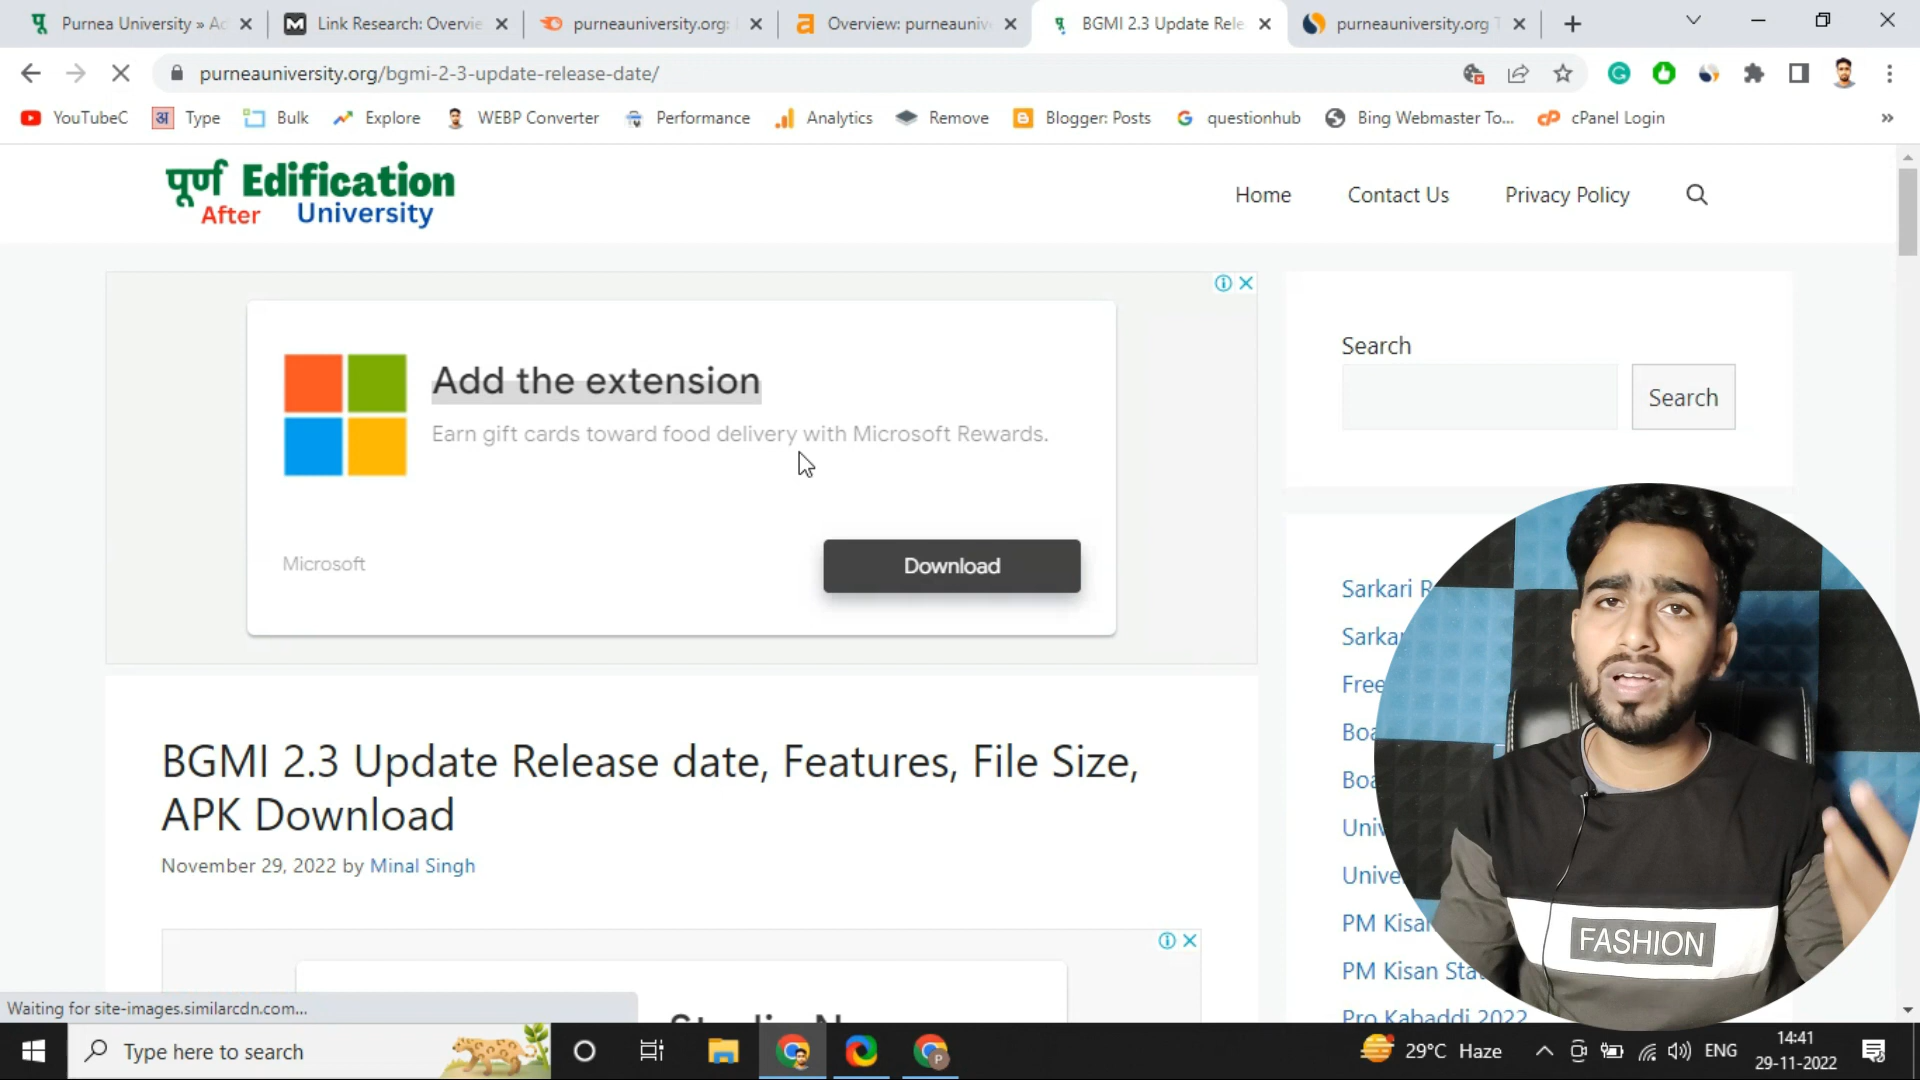 Purnea University » Ac
Link Research: Overvie
purneauniversity.org:
Overview: purneauniv
BGMI 2.3 Update Rele
purneauniversity.org T
purneauniversity.org/bgmi-2-3-update-release-date/
YouTubeC
अ Type
Bulk
Explore
WEBP Converter
Performance
Analytics
Remove
Blogger: Posts
questionhub
Bing Webmaster To...
cPanel Login
पूर्ण Edification
After University
Home
Contact Us
Privacy Policy
Add the extension
Earn gift cards toward food delivery with Microsoft Rewards.
Microsoft
Download
Search
Search
Sarkari R
Sarkar
Free
Boa
Boa
Univ
Unive
PM Kisan
PM Kisan Sta
Pro Kabaddi 2022
BGMI 2.3 Update Release date, Features, File Size,
APK Download
November 29, 2022 by Minal Singh
FASHION
Waiting for site-images.similarcdn.com...
Type here to search
29°C Haze
ENG
14:41
29-11-2022